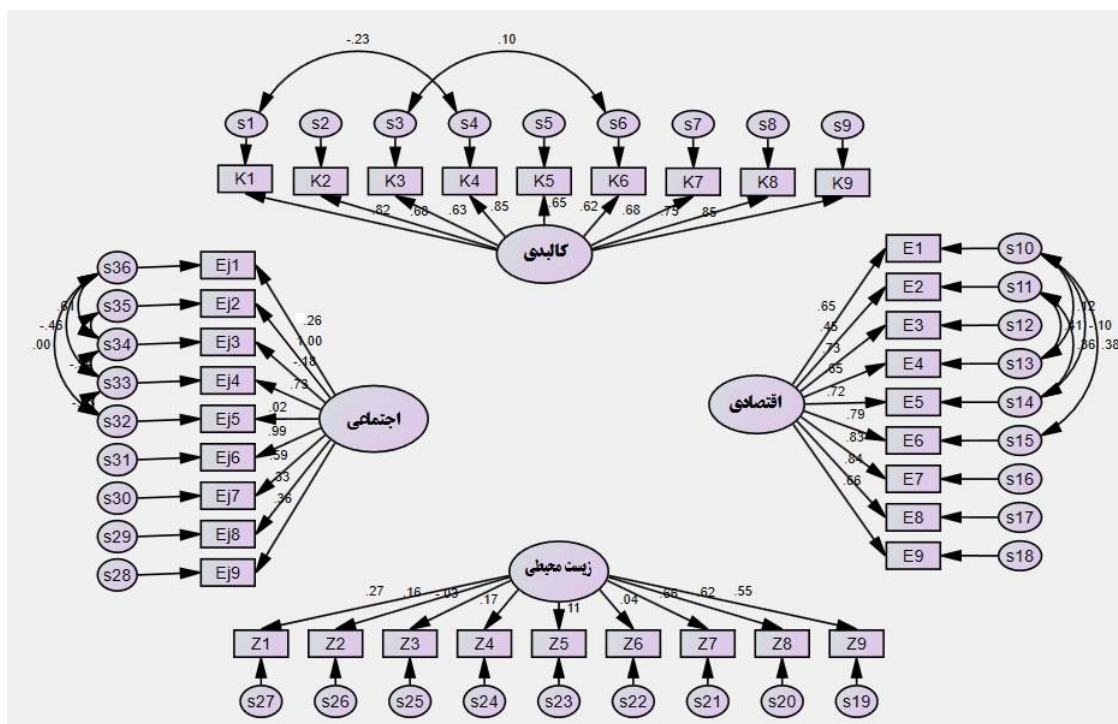 -.23 .10
s1 s2 s3 s4 s5 s6 s7 s8 s9
K1 K2 K3 K4 K5 K6 K7 K8 K9
.82 .68 .63 .85 .65 .62 .68 .75 .85
کالبدی
s36 Ej1
s35 Ej2
s34 Ej3
s33 Ej4
s32 Ej5
s31 Ej6
s30 Ej7
s29 Ej8
s28 Ej9
.61
-.46
.00
.26
1.00
-.18
.73
.02
.99
.59
.33
.36
اجتماعی
E1 s10
E2 s11
E3 s12
E4 s13
E5 s14
E6 s15
E7 s16
E8 s17
E9 s18
.65
.45
.73
.65
.72
.79
.83
.84
.66
اقتصادی
.12
.41 -.10
.36 .38
زیست محیطی
.27 .16 -.03 .17 .11 .04 .66 .62 .55
Z1 Z2 Z3 Z4 Z5 Z6 Z7 Z8 Z9
s27 s26 s25 s24 s23 s22 s21 s20 s19